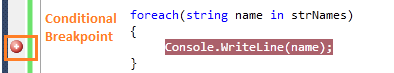 Conditional
Breakpoint
foreach(string name in strNames)
{
Console.WriteLine(name);
}